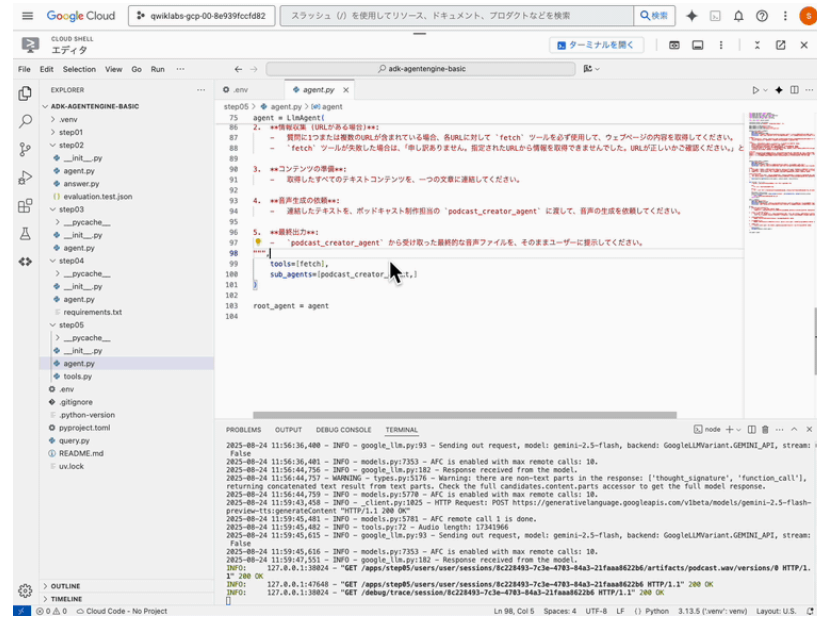 Google Cloud
qwiklabs-gcp-00-8e939fccfd82
スラッシュ（/）を使用してリソース、ドキュメント、プロダクトなどを検索
検索
S
CLOUD SHELL
エディタ
ターミナルを開く
File Edit Selection View Go Run ···
adk-agentengine-basic
EXPLORER
ADK-AGENTENGINE-BASIC
.venv
step01
step02
__init__.py
agent.py
answer.py
evaluation.test.json
step03
__pycache__
__init__.py
agent.py
step04
__pycache__
__init__.py
agent.py
requirements.txt
step05
__pycache__
__init__.py
agent.py
tools.py
.env
.gitignore
.python-version
pyproject.toml
query.py
README.md
uv.lock
OUTLINE
TIMELINE
.env
agent.py
step05 > agent.py > agent
75 agent = LlmAgent(
86 2. **情報収集 (URLがある場合)**:
87 - 質問に1つまたは複数のURLが含まれている場合、各URLに対して `fetch` ツールを必ず使用して、ウェブページの内容を取得してください。
88 - `fetch` ツールが失敗した場合は、「申し訳ありません。指定されたURLから情報を取得できませんでした。URLが正しいかご確認ください。」と
89
90 3. **コンテンツの準備**:
91 - 取得したすべてのテキストコンテンツを、一つの文章に連結してください。
92
93 4. **音声生成の依頼**:
94 - 連結したテキストを、ポッドキャスト制作担当の `podcast_creator_agent` に渡して、音声の生成を依頼してください。
95
96 5. **最終出力**:
97 - `podcast_creator_agent` から受け取った最終的な音声ファイルを、そのままユーザーに提示してください。
98 """,
99 tools=[fetch],
100 sub_agents=[podcast_creator_agent,]
101 )
102
103 root_agent = agent
104
PROBLEMS OUTPUT DEBUG CONSOLE TERMINAL
node
2025-08-24 11:56:36,400 - INFO - google_llm.py:93 - Sending out request, model: gemini-2.5-flash, backend: GoogleLLMVariant.GEMINI_API, stream:
False
2025-08-24 11:56:36,401 - INFO - models.py:7353 - AFC is enabled with max remote calls: 10.
2025-08-24 11:56:44,756 - INFO - google_llm.py:182 - Response received from the model.
2025-08-24 11:56:44,757 - WARNING - types.py:5176 - Warning: there are non-text parts in the response: ['thought_signature', 'function_call'],
returning concatenated text result from text parts. Check the full candidates.content.parts accessor to get the full model response.
2025-08-24 11:56:44,759 - INFO - models.py:5770 - AFC is enabled with max remote calls: 10.
2025-08-24 11:59:43,458 - INFO - _client.py:1025 - HTTP Request: POST https://generativelanguage.googleapis.com/v1beta/models/gemini-2.5-flash-
preview-tts:generateContent "HTTP/1.1 200 OK"
2025-08-24 11:59:45,481 - INFO - models.py:5781 - AFC remote call 1 is done.
2025-08-24 11:59:45,482 - INFO - tools.py:72 - Audio length: 17341966
2025-08-24 11:59:45,615 - INFO - google_llm.py:93 - Sending out request, model: gemini-2.5-flash, backend: GoogleLLMVariant.GEMINI_API, stream:
False
2025-08-24 11:59:45,616 - INFO - models.py:7353 - AFC is enabled with max remote calls: 10.
2025-08-24 11:59:47,551 - INFO - google_llm.py:182 - Response received from the model.
INFO: 127.0.0.1:38024 - "GET /apps/step05/users/user/sessions/8c228493-7c3e-4703-84a3-21faaa8622b6/artifacts/podcast.wav/versions/0 HTTP/1.
1" 200 OK
INFO: 127.0.0.1:47648 - "GET /apps/step05/users/user/sessions/8c228493-7c3e-4703-84a3-21faaa8622b6 HTTP/1.1" 200 OK
INFO: 127.0.0.1:38024 - "GET /debug/trace/session/8c228493-7c3e-4703-84a3-21faaa8622b6 HTTP/1.1" 200 OK
0 0 Cloud Code - No Project
Ln 98, Col 5 Spaces: 4 UTF-8 LF Python 3.13.5 ('.venv': venv) Layout: U.S.